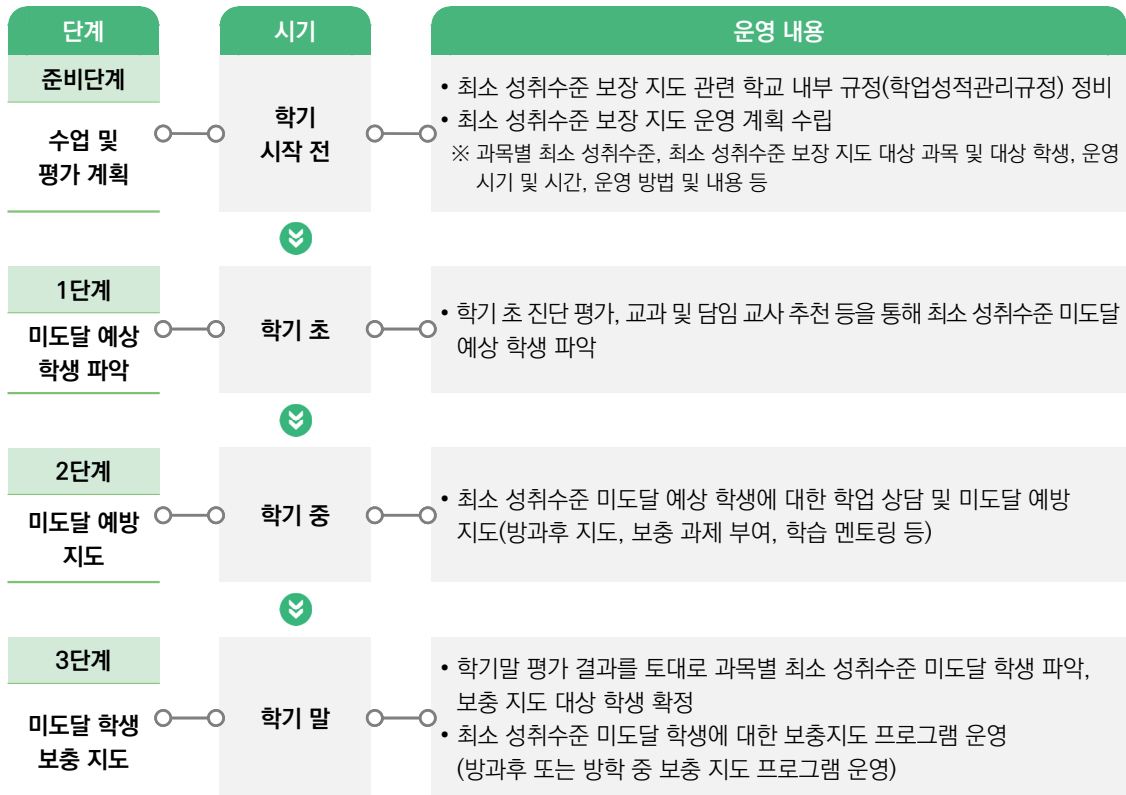 단계
시기
운영 내용
준비단계
수업 및
평가 계획
학기
시작 전
• 최소 성취수준 보장 지도 관련 학교 내부 규정(학업성적관리규정) 정비
• 최소 성취수준 보장 지도 운영 계획 수립
※ 과목별 최소 성취수준, 최소 성취수준 보장 지도 대상 과목 및 대상 학생, 운영
시기 및 시간, 운영 방법 및 내용 등
1단계
미도달 예상
학생 파악
학기 초
• 학기 초 진단 평가, 교과 및 담임 교사 추천 등을 통해 최소 성취수준 미도달
예상 학생 파악
2단계
미도달 예방
지도
학기 중
• 최소 성취수준 미도달 예상 학생에 대한 학업 상담 및 미도달 예방
지도(방과후 지도, 보충 과제 부여, 학습 멘토링 등)
3단계
미도달 학생
보충 지도
학기 말
• 학기말 평가 결과를 토대로 과목별 최소 성취수준 미도달 학생 파악,
보충 지도 대상 학생 확정
• 최소 성취수준 미도달 학생에 대한 보충지도 프로그램 운영
(방과후 또는 방학 중 보충 지도 프로그램 운영)